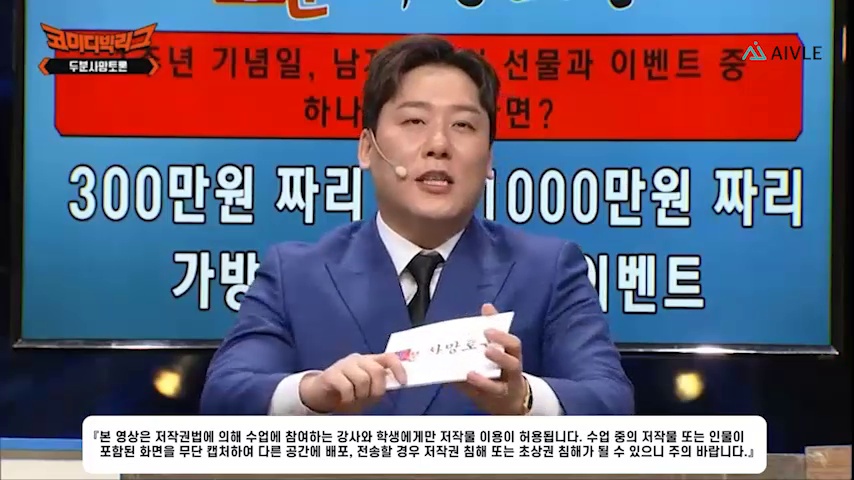 코미디빅리그
두분사망토론
AIVLE
주년 기념일, 선물과 이벤트 중
하나
300만원 짜리
1000만원 짜리
가방
이벤트
사망토
『본 영상은 저작권법에 의해 수업에 참여하는 강사와 학생에게만 저작물 이용이 허용됩니다. 수업 중의 저작물 또는 인물이
포함된 화면을 무단 캡처하여 다른 공간에 배포, 전송할 경우 저작권 침해 또는 초상권 침해가 될 수 있으니 주의 바랍니다.』